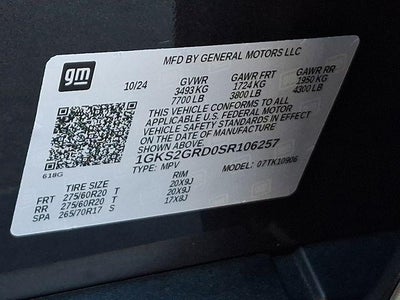 gm
MFD BY GENERAL MOTORS LLC
10/24 GVWR GAWR FRT GAWR RR
3493 KG 1724 KG 1950 KG
7700 LB 3800 LB 4300 LB
THIS VEHICLE CONFORMS TO ALL
APPLICABLE U.S. FEDERAL MOTOR
VEHICLE SAFETY STANDARDS IN EFFECT
ON THE DATE OF MANUFACTURE
SHOWN ABOVE.
1GKS2GRD0SR106257
618G
TYPE: MPV MODEL: 07TK10906
TIRE SIZE RIM
FRT 275/60R20 T 20X9J
RR 275/60R20 T 20X9J
SPA 265/70R17 S 17X8J